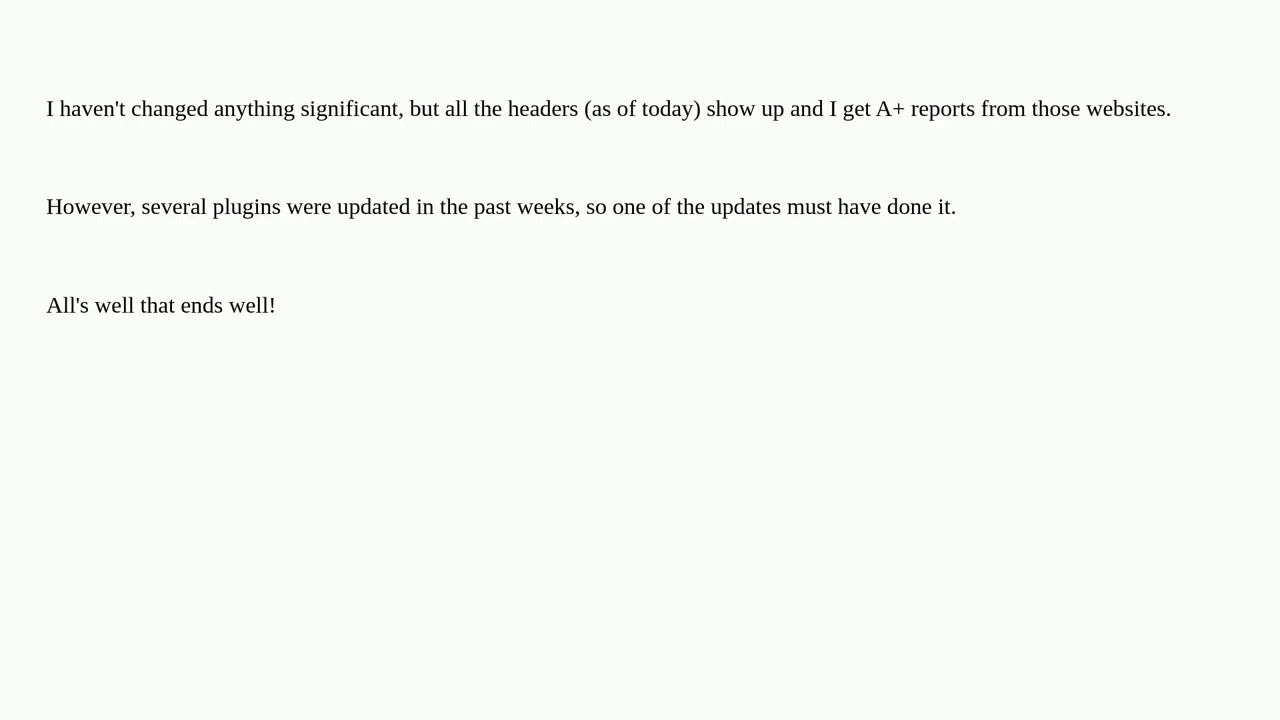 I haven't changed anything significant, but all the headers (as of today) show up and I get A+ reports from those websites.
However, several plugins were updated in the past weeks, so one of the updates must have done it.
All's well that ends well!